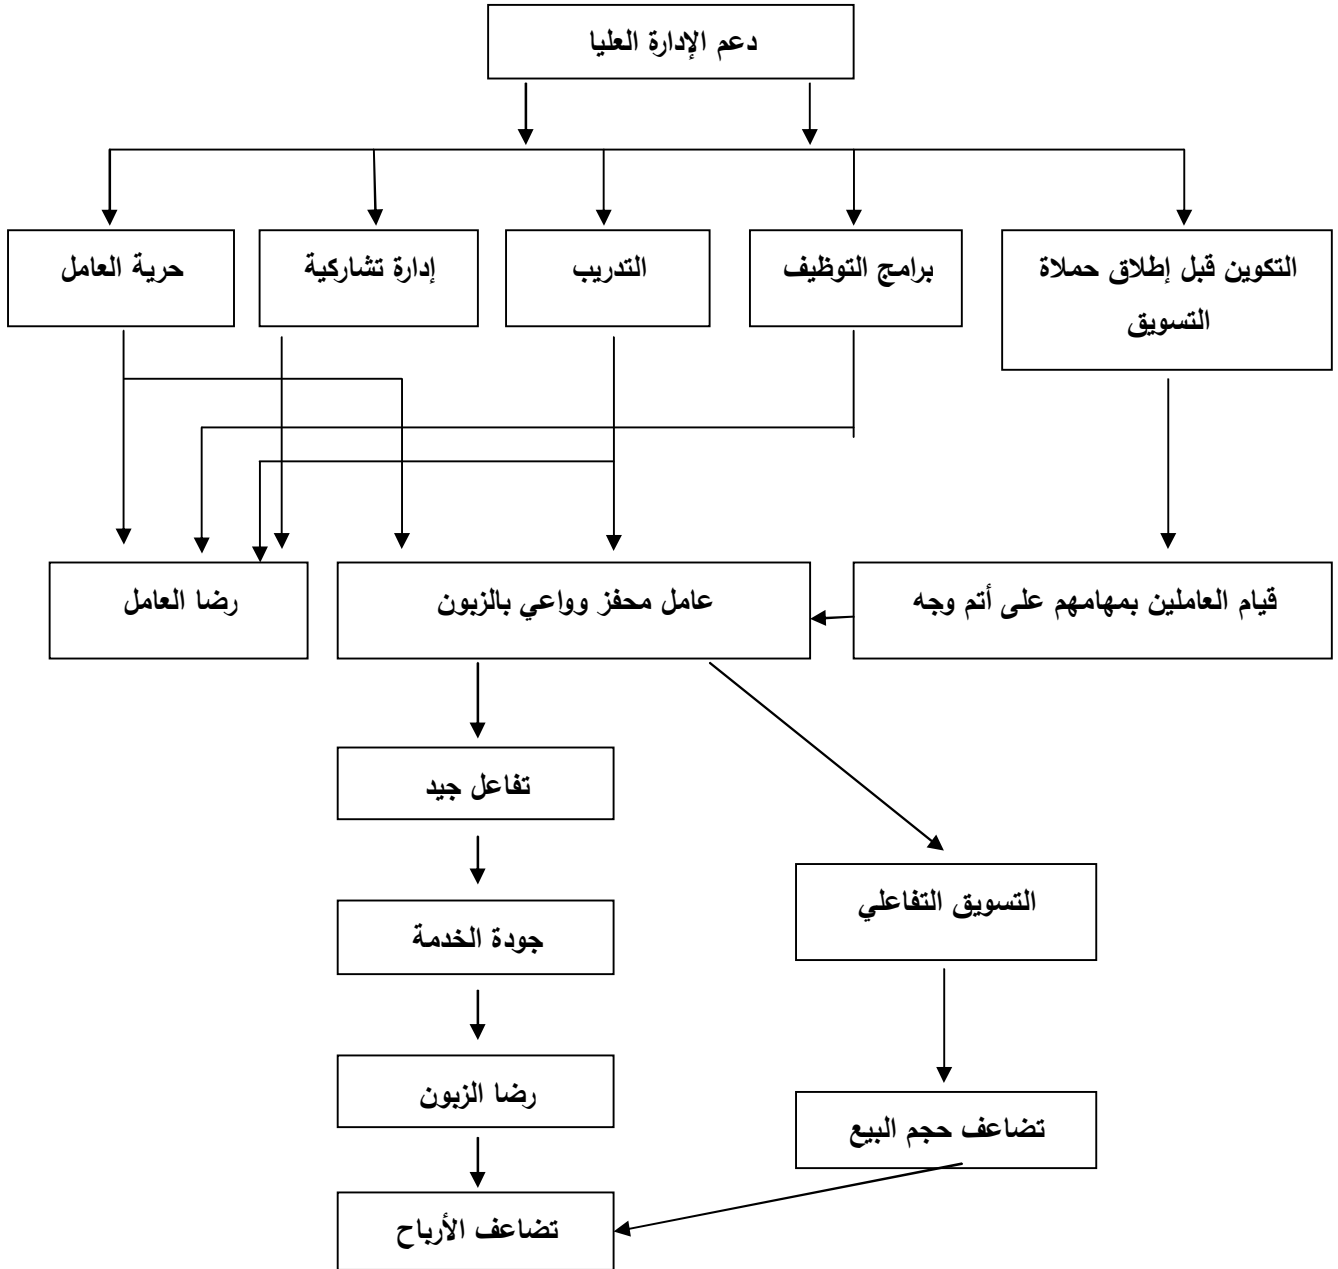 دعم الإدارة العليا
التكوين قبل إطلاق حملاة
التسويق
برامج التوظيف
التدريب
إدارة تشاركية
حرية العامل
قيام العاملين بمهامهم على أتم وجه
عامل محفز وواعي بالزبون
رضا العامل
تفاعل جيد
التسويق التفاعلي
جودة الخدمة
رضا الزبون
تضاعف حجم البيع
تضاعف الأرباح